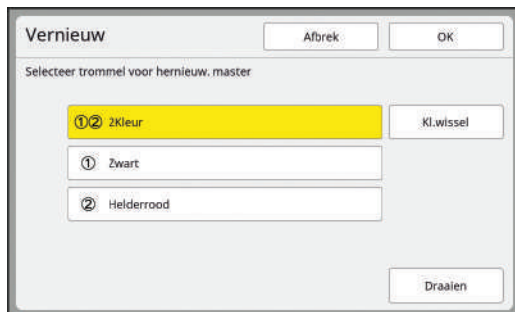 Vernieuw
Afbrek
OK
Selecteer trommel voor hernieuw. master
①② 2Kleur
Kl.wissel
① Zwart
② Helderrood
Draaien